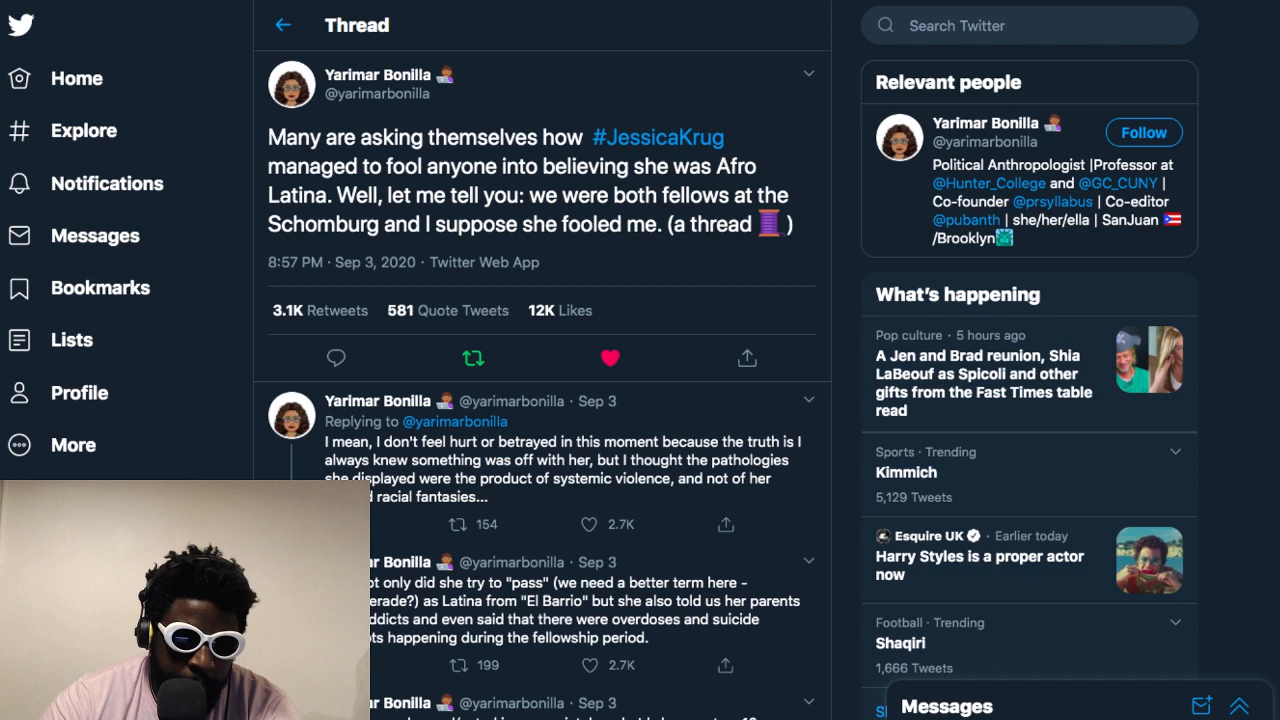 Home
Explore
Notifications
Messages
Bookmarks
Lists
Profile
More
Thread
Yarimar Bonilla
@yarimarbonilla
Many are asking themselves how #JessicaKrug
managed to fool anyone into believing she was Afro
Latina. Well, let me tell you: we were both fellows at the
Schomburg and I suppose she fooled me. (a thread 🧵)
8:57 PM · Sep 3, 2020 · Twitter Web App
3.1K Retweets 581 Quote Tweets 12K Likes
Yarimar Bonilla @yarimarbonilla · Sep 3
Replying to @yarimarbonilla
I mean, I don't feel hurt or betrayed in this moment because the truth is I
always knew something was off with her, but I thought the pathologies
she displayed were the product of systemic violence, and not of her
racial fantasies...
154 2.7K
Bonilla @yarimarbonilla · Sep 3
only did she try to "pass" (we need a better term here -
as Latina from "El Barrio" but she also told us her parents
and even said that there were overdoses and suicide
happening during the fellowship period.
199 2.7K
Bonilla @yarimarbonilla · Sep 3
Search Twitter
Relevant people
Yarimar Bonilla
@yarimarbonilla
Follow
Political Anthropologist |Professor at
@Hunter_College and @GC_CUNY |
Co-founder @prsyllabus | Co-editor
@pubanth | she/her/ella | SanJuan 🇵🇷
/Brooklyn🗽
What's happening
Pop culture · 5 hours ago
A Jen and Brad reunion, Shia
LaBeouf as Spicoli and other
gifts from the Fast Times table
read
Sports · Trending
Kimmich
5,129 Tweets
Esquire UK · Earlier today
Harry Styles is a proper actor
now
Football · Trending
Shaqiri
1,666 Tweets
Messages